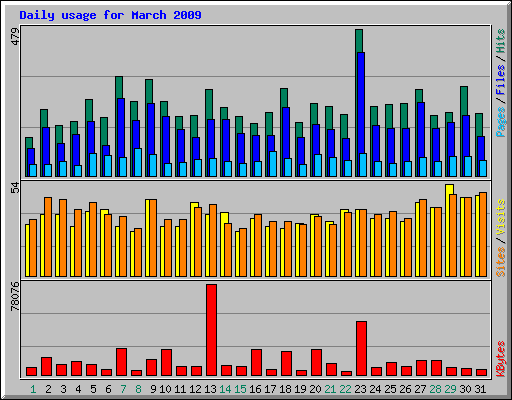 Daily usage for March 2009
479
Pages / Files / Hits
54
Sites / Visits
78076
KBytes
1 2 3 4 5 6 7 8 9 10 11 12 13 14 15 16 17 18 19 20 21 22 23 24 25 26 27 28 29 30 31